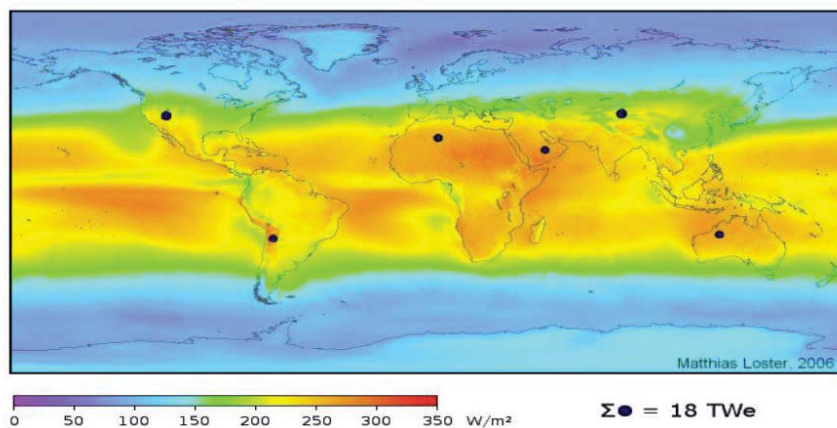 Matthias Loster, 2006
0 50 100 150 200 250 300 350 W/m²
Σ● = 18 TWe